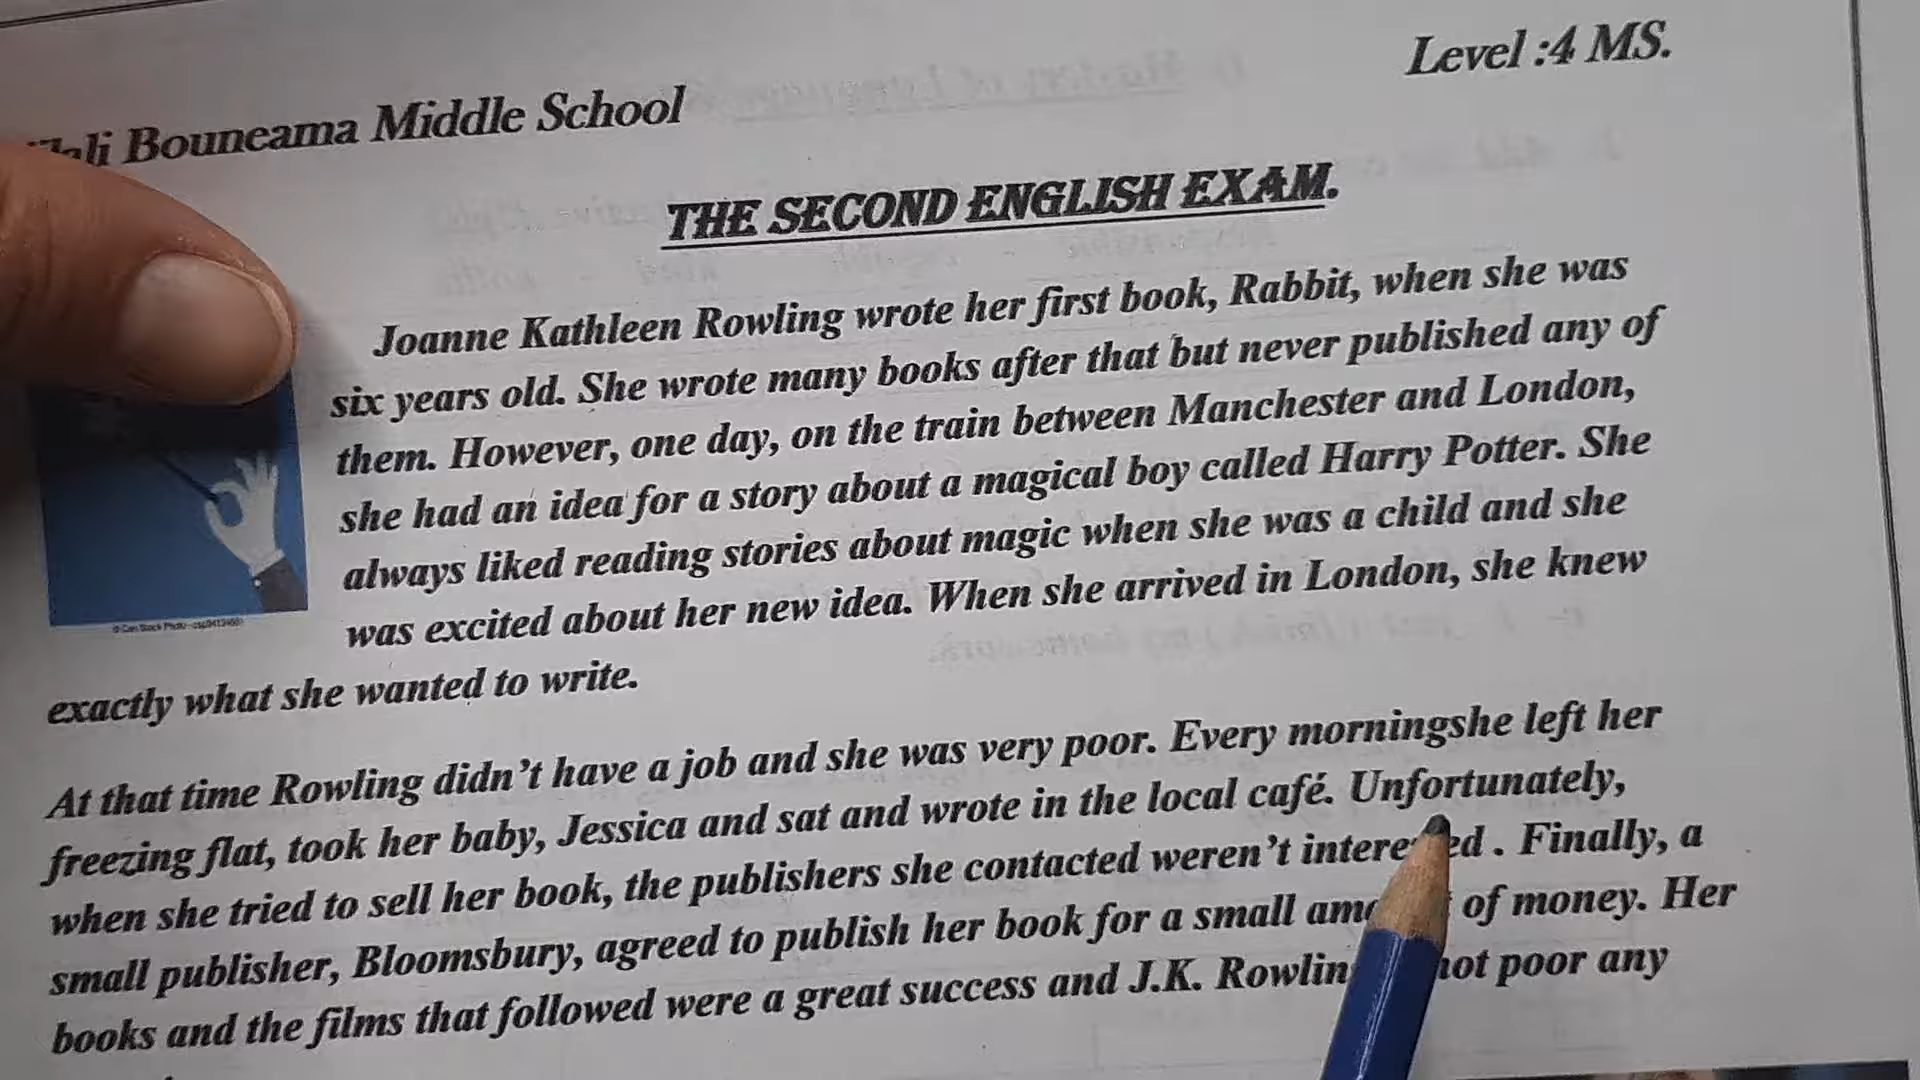 Bouneama Middle School
Level :4 MS.
THE SECOND ENGLISH EXAM.
Joanne Kathleen Rowling wrote her first book, Rabbit, when she was
six years old. She wrote many books after that but never published any of
them. However, one day, on the train between Manchester and London,
she had an idea for a story about a magical boy called Harry Potter. She
always liked reading stories about magic when she was a child and she
was excited about her new idea. When she arrived in London, she knew
exactly what she wanted to write.
At that time Rowling didn't have a job and she was very poor. Every morningshe left her
freezing flat, took her baby, Jessica and sat and wrote in the local café. Unfortunately,
when she tried to sell her book, the publishers she contacted weren't interested . Finally, a
small publisher, Bloomsbury, agreed to publish her book for a small of money. Her
books and the films that followed were a great success and J.K. Rowling not poor any